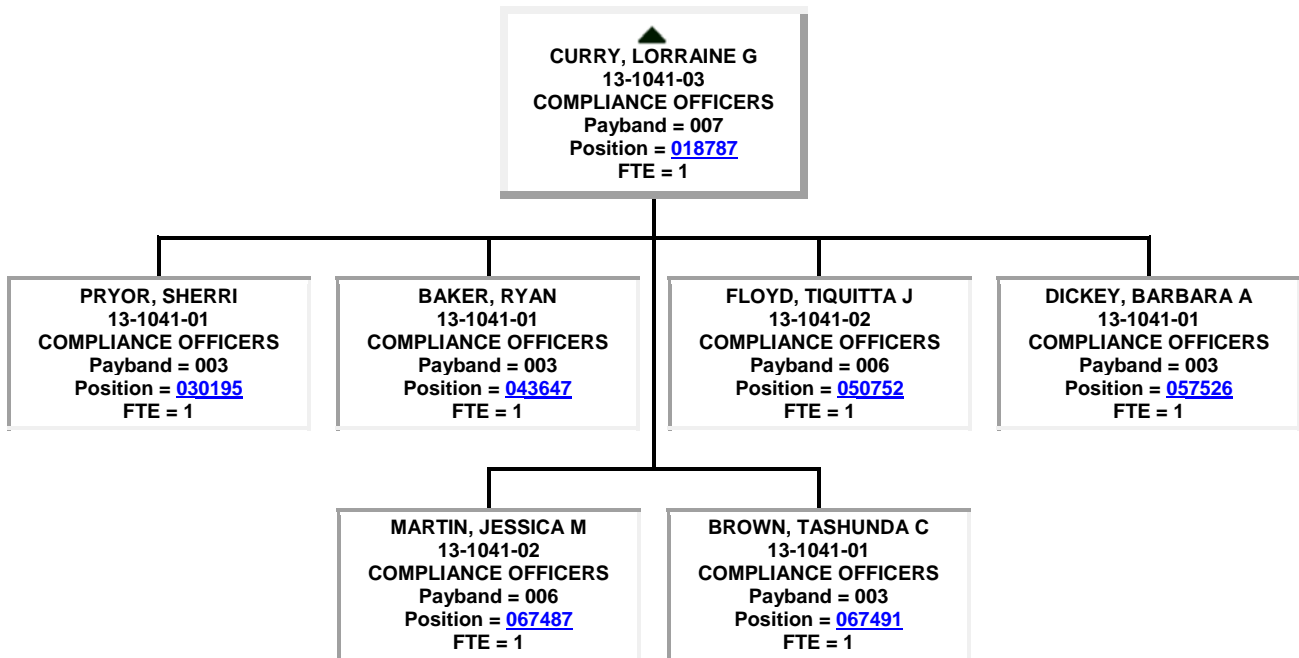 CURRY, LORRAINE G
13-1041-03
COMPLIANCE OFFICERS
Payband = 007
Position = 018787
FTE = 1
PRYOR, SHERRI
13-1041-01
COMPLIANCE OFFICERS
Payband = 003
Position = 030195
FTE = 1
BAKER, RYAN
13-1041-01
COMPLIANCE OFFICERS
Payband = 003
Position = 043647
FTE = 1
FLOYD, TIQUITTA J
13-1041-02
COMPLIANCE OFFICERS
Payband = 006
Position = 050752
FTE = 1
DICKEY, BARBARA A
13-1041-01
COMPLIANCE OFFICERS
Payband = 003
Position = 057526
FTE = 1
MARTIN, JESSICA M
13-1041-02
COMPLIANCE OFFICERS
Payband = 006
Position = 067487
FTE = 1
BROWN, TASHUNDA C
13-1041-01
COMPLIANCE OFFICERS
Payband = 003
Position = 067491
FTE = 1